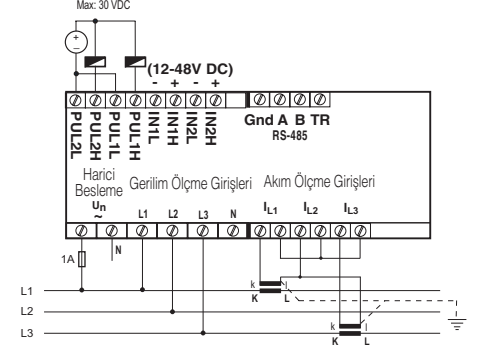 Max: 30 VDC
+
–
(12-48V DC)
- + - +
PUL2L PUL2H PUL1L PUL1H IN1L IN1H IN2L IN2H
Gnd A B TR
RS-485
Harici Besleme
Gerilim Ölçme Girişleri
Akım Ölçme Girişleri
Un ~
L1 L2 L3 N
IL1 IL2 IL3
1A
N
L1
k l
K L
L2
L3
k l
K L